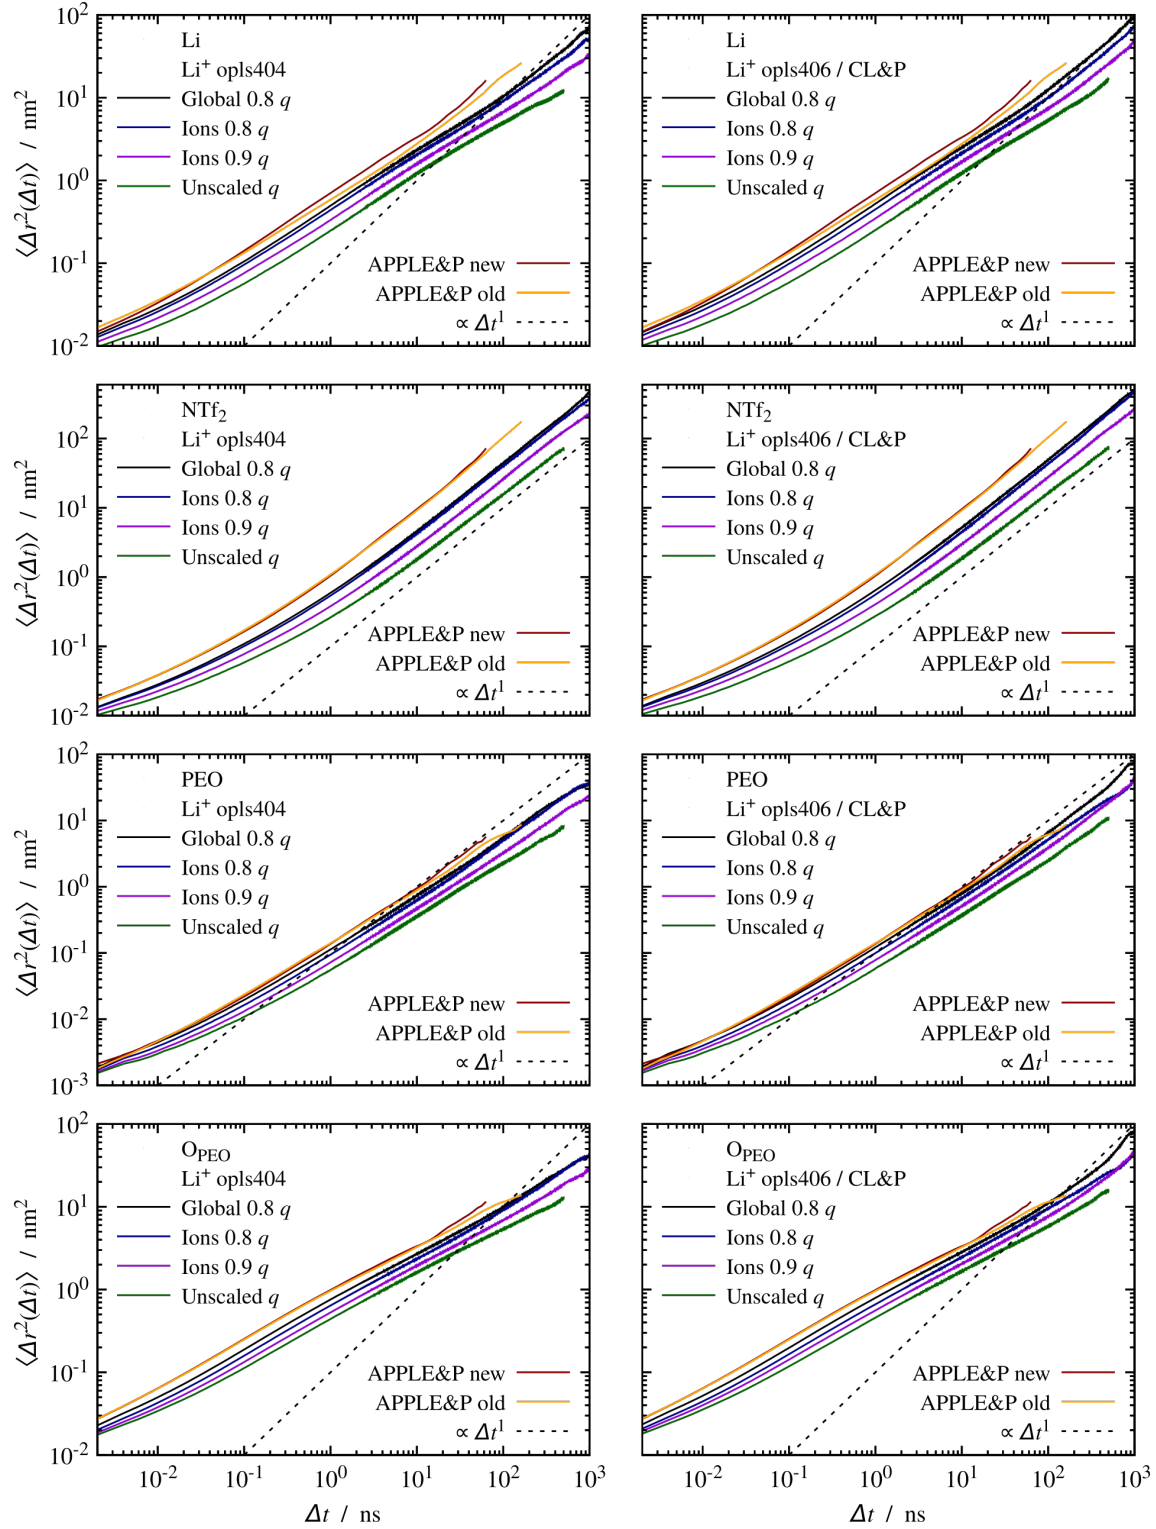 10² Li
Li⁺ opls404
10¹ Global 0.8 q
Ions 0.8 q
Ions 0.9 q
10⁰ Unscaled q
10⁻¹ APPLE&P new
APPLE&P old
∝ Δt¹
10⁻²
⟨Δr²(Δt)⟩ / nm²
Li
Li⁺ opls406 / CL&P
Global 0.8 q
Ions 0.8 q
Ions 0.9 q
Unscaled q
APPLE&P new
APPLE&P old
∝ Δt¹
NTf₂
10² Li⁺ opls404
Global 0.8 q
10¹ Ions 0.8 q
Ions 0.9 q
10⁰ Unscaled q
10⁻¹ APPLE&P new
APPLE&P old
∝ Δt¹
10⁻²
⟨Δr²(Δt)⟩ / nm²
NTf₂
Li⁺ opls406 / CL&P
Global 0.8 q
Ions 0.8 q
Ions 0.9 q
Unscaled q
APPLE&P new
APPLE&P old
∝ Δt¹
10² PEO
Li⁺ opls404
10¹ Global 0.8 q
Ions 0.8 q
10⁰ Ions 0.9 q
Unscaled q
10⁻¹
APPLE&P new
10⁻² APPLE&P old
∝ Δt¹
10⁻³
⟨Δr²(Δt)⟩ / nm²
PEO
Li⁺ opls406 / CL&P
Global 0.8 q
Ions 0.8 q
Ions 0.9 q
Unscaled q
APPLE&P new
APPLE&P old
∝ Δt¹
10² O_PEO
Li⁺ opls404
10¹ Global 0.8 q
Ions 0.8 q
Ions 0.9 q
10⁰ Unscaled q
10⁻¹ APPLE&P new
APPLE&P old
∝ Δt¹
10⁻²
⟨Δr²(Δt)⟩ / nm²
O_PEO
Li⁺ opls406 / CL&P
Global 0.8 q
Ions 0.8 q
Ions 0.9 q
Unscaled q
APPLE&P new
APPLE&P old
∝ Δt¹
10⁻² 10⁻¹ 10⁰ 10¹ 10² 10³
Δt / ns
10⁻² 10⁻¹ 10⁰ 10¹ 10² 10³
Δt / ns